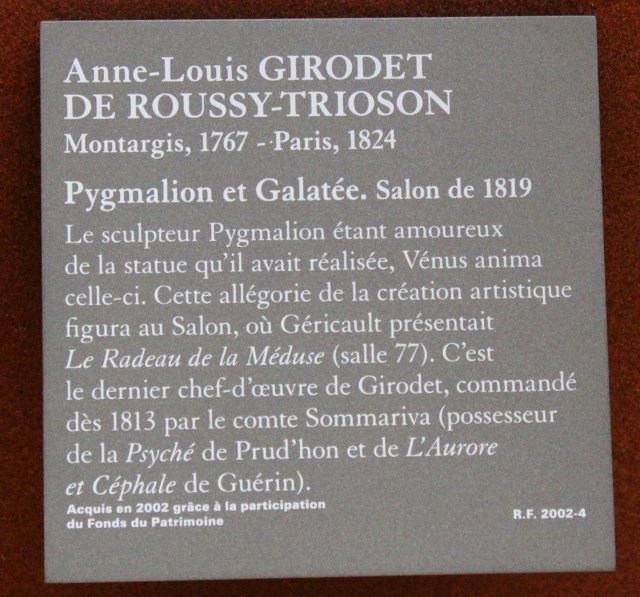 Anne-Louis GIRODET
DE ROUSSY-TRIOSON
Montargis, 1767 - Paris, 1824
Pygmalion et Galatée. Salon de 1819
Le sculpteur Pygmalion étant amoureux
de la statue qu'il avait réalisée, Vénus anima
celle-ci. Cette allégorie de la création artistique
figura au Salon, où Géricault présentait
Le Radeau de la Méduse (salle 77). C'est
le dernier chef-d'œuvre de Girodet, commandé
dès 1813 par le comte Sommariva (possesseur
de la Psyché de Prud'hon et de L'Aurore
et Céphale de Guérin).
Acquis en 2002 grâce à la participation
du Fonds du Patrimoine
R.F. 2002-4